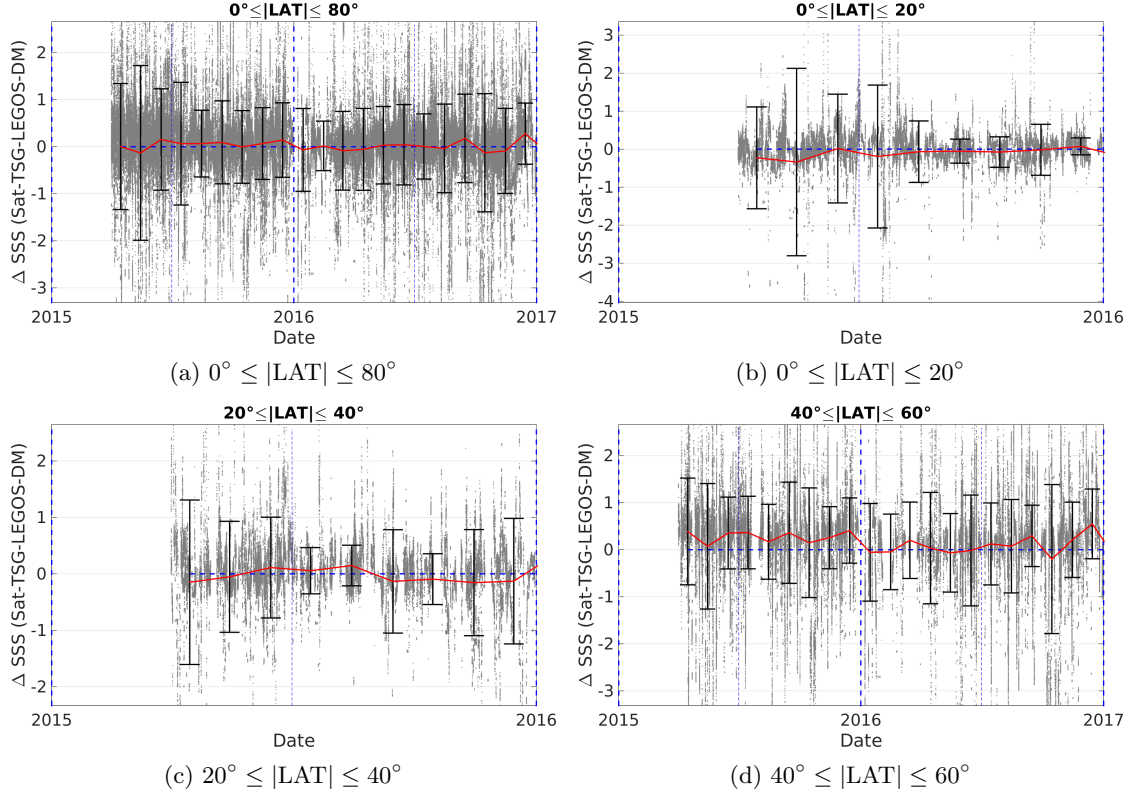 0°≤|LAT|≤ 80°
Δ SSS (Sat-TSG-LEGOS-DM)
2
1
0
-1
-2
-3
2015
2016
2017
Date
(a) 0° ≤ |LAT| ≤ 80°
0°≤|LAT|≤ 20°
Δ SSS (Sat-TSG-LEGOS-DM)
3
2
1
0
-1
-2
-3
-4
2015
2016
Date
(b) 0° ≤ |LAT| ≤ 20°
20°≤|LAT|≤ 40°
Δ SSS (Sat-TSG-LEGOS-DM)
2
1
0
-1
-2
2015
2016
Date
(c) 20° ≤ |LAT| ≤ 40°
40°≤|LAT|≤ 60°
Δ SSS (Sat-TSG-LEGOS-DM)
2
1
0
-1
-2
-3
2015
2016
2017
Date
(d) 40° ≤ |LAT| ≤ 60°